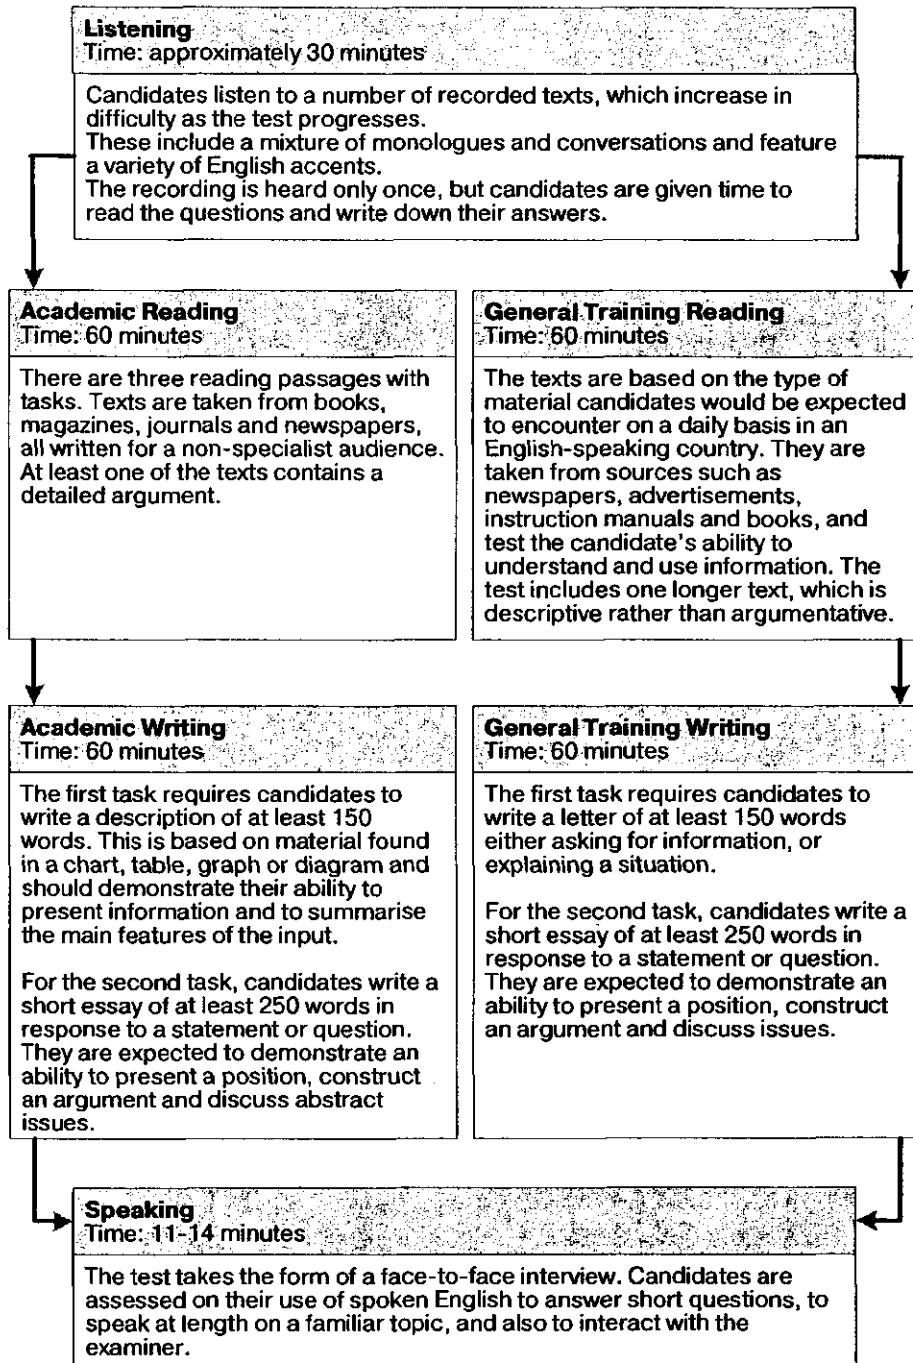 Listening
Time: approximately 30 minutes
Candidates listen to a number of recorded texts, which increase in
difficulty as the test progresses.
These include a mixture of monologues and conversations and feature
a variety of English accents.
The recording is heard only once, but candidates are given time to
read the questions and write down their answers.
Academic Reading
Time: 60 minutes
There are three reading passages with
tasks. Texts are taken from books,
magazines, journals and newspapers,
all written for a non-specialist audience.
At least one of the texts contains a
detailed argument.
General Training Reading
Time: 60 minutes
The texts are based on the type of
material candidates would be expected
to encounter on a daily basis in an
English-speaking country. They are
taken from sources such as
newspapers, advertisements,
instruction manuals and books, and
test the candidate's ability to
understand and use information. The
test includes one longer text, which is
descriptive rather than argumentative.
Academic Writing
Time: 60 minutes
The first task requires candidates to
write a description of at least 150
words. This is based on material found
in a chart, table, graph or diagram and
should demonstrate their ability to
present information and to summarise
the main features of the input.
For the second task, candidates write a
short essay of at least 250 words in
response to a statement or question.
They are expected to demonstrate an
ability to present a position, construct
an argument and discuss abstract
issues.
General Training Writing
Time: 60 minutes
The first task requires candidates to
write a letter of at least 150 words
either asking for information, or
explaining a situation.
For the second task, candidates write a
short essay of at least 250 words in
response to a statement or question.
They are expected to demonstrate an
ability to present a position, construct
an argument and discuss issues.
Speaking
Time: 11-14 minutes
The test takes the form of a face-to-face interview. Candidates are
assessed on their use of spoken English to answer short questions, to
speak at length on a familiar topic, and also to interact with the
examiner.